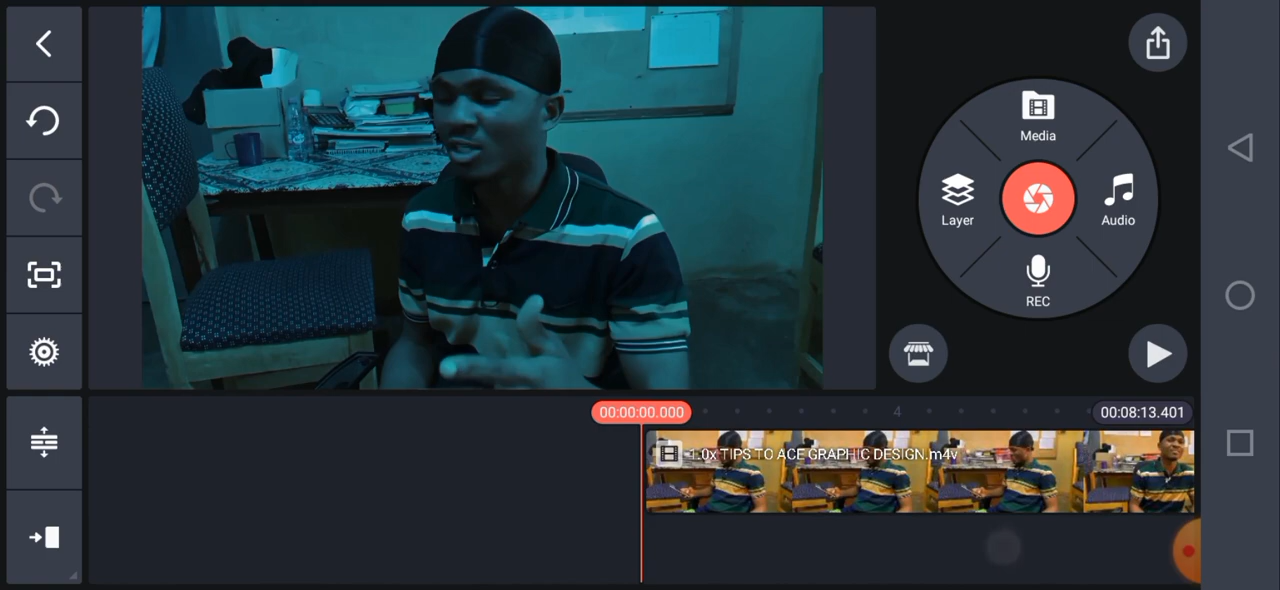 Media
Layer
Audio
REC
00:00:00.000
4
00:08:13.401
1.0x TIPS TO ACE GRAPHIC DESIGN.m4v